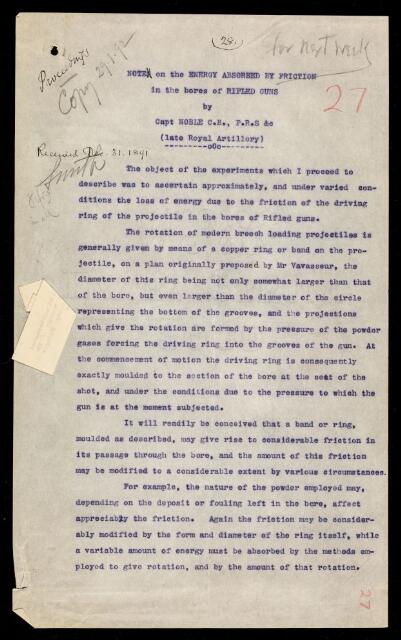 (28.)
for next week
Proceedings
Copy 29/1/92
27
NOTE on the ENERGY ABSORBED BY FRICTION
in the bores of RIFLED GUNS
by
Capt NOBLE C.B., F.R.S &c
(late Royal Artillery)
--------o0o--------
Received Dec. 31. 1891
The object of the experiments which I proceed to
describe was to ascertain approximately, and under varied con-
ditions the loss of energy due to the friction of the driving
ring of the projectile in the bores of Rifled guns.
The rotation of modern breech loading projectiles is
generally given by means of a copper ring or band on the pro-
jectile, on a plan originally proposed by Mr Vavasseur, the
diameter of this ring being not only somewhat larger than that
of the bore, but even larger than the diameter of the circle
representing the bottom of the grooves, and the projections
which give the rotation are formed by the pressure of the powder
gases forcing the driving ring into the grooves of the gun. At
the commencement of motion the driving ring is consequently
exactly moulded to the section of the bore at the seat of the
shot, and under the conditions due to the pressure to which the
gun is at the moment subjected.
It will readily be conceived that a band or ring,
moulded as described, may give rise to considerable friction in
its passage through the bore, and the amount of this friction
may be modified to a considerable extent by various circumstances.
For example, the nature of the powder employed may,
depending on the deposit or fouling left in the bore, affect
appreciably the friction. Again the friction may be consider-
ably modified by the form and diameter of the ring itself, while
a variable amount of energy must be absorbed by the methods em-
ployed to give rotation, and by the amount of that rotation.
27